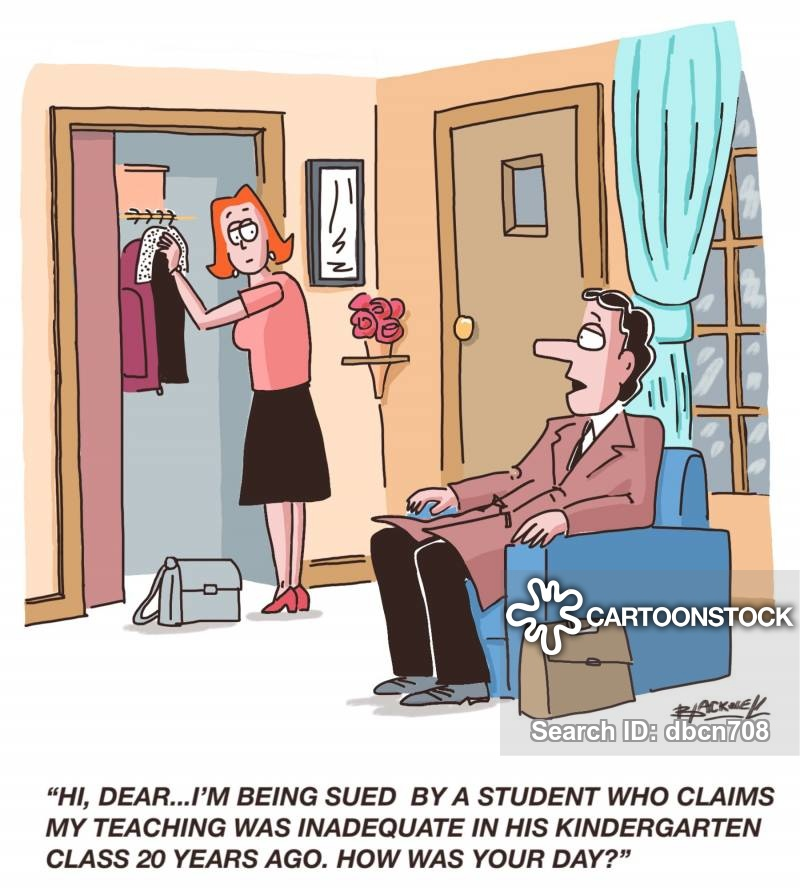 CARTOONSTOCK
Search ID: dbcn708
"HI, DEAR...I'M BEING SUED BY A STUDENT WHO CLAIMS
MY TEACHING WAS INADEQUATE IN HIS KINDERGARTEN
CLASS 20 YEARS AGO. HOW WAS YOUR DAY?"